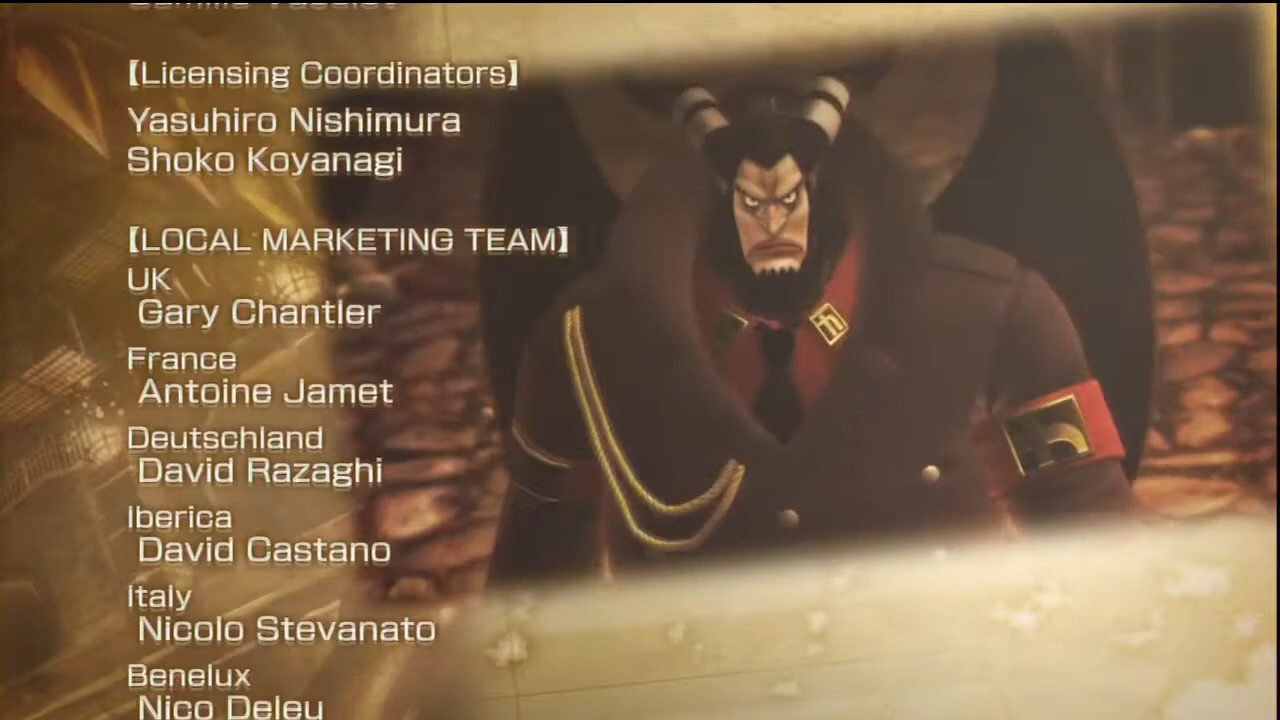 【Licensing Coordinators】
Yasuhiro Nishimura
Shoko Koyanagi
【LOCAL MARKETING TEAM】
UK
Gary Chantler
France
Antoine Jamet
Deutschland
David Razaghi
Iberica
David Castano
Italy
Nicolo Stevanato
Benelux
Nico Deleu